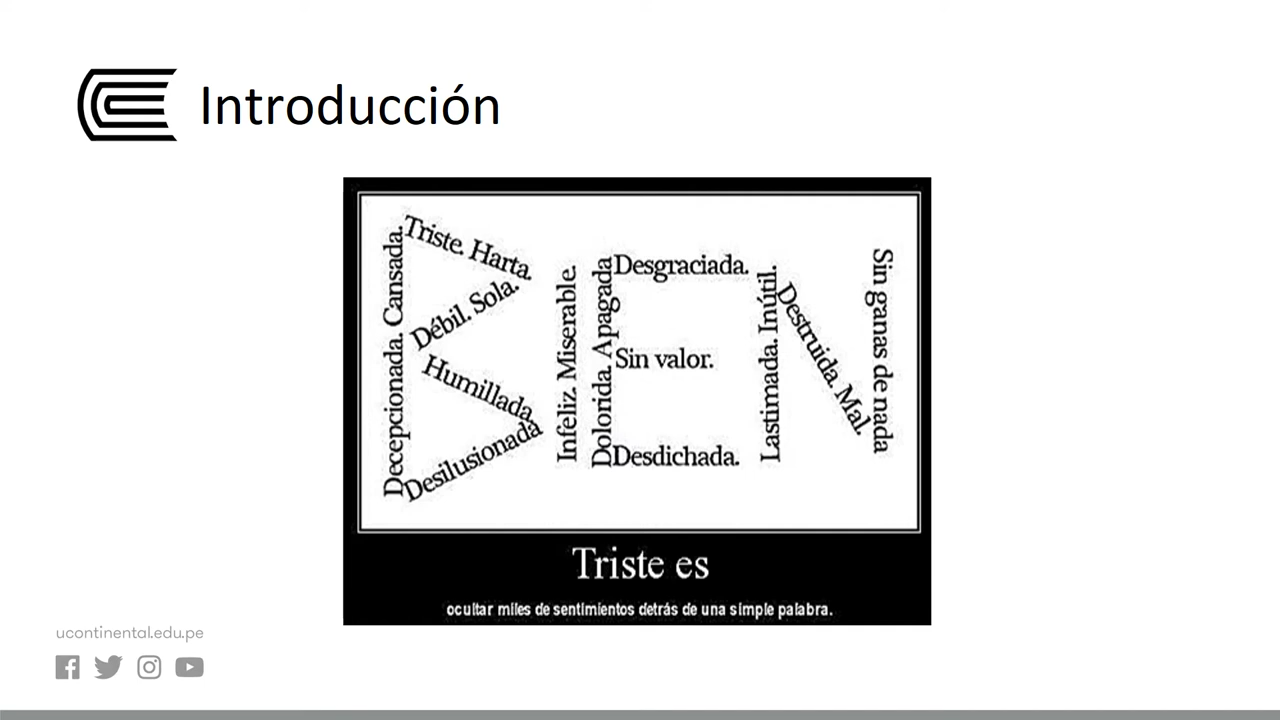 Introducción
Decepcionada. Cansada.
Triste. Harta.
Débil. Sola.
Humillada.
Desilusionada
Infeliz. Miserable.
Dolorida. Apagada
Desgraciada.
Sin valor.
Desdichada.
Lastimada. Inútil.
Destruida. Mal.
Sin ganas de nada
Triste es
ocultar miles de sentimientos detrás de una simple palabra.
ucontinental.edu.pe